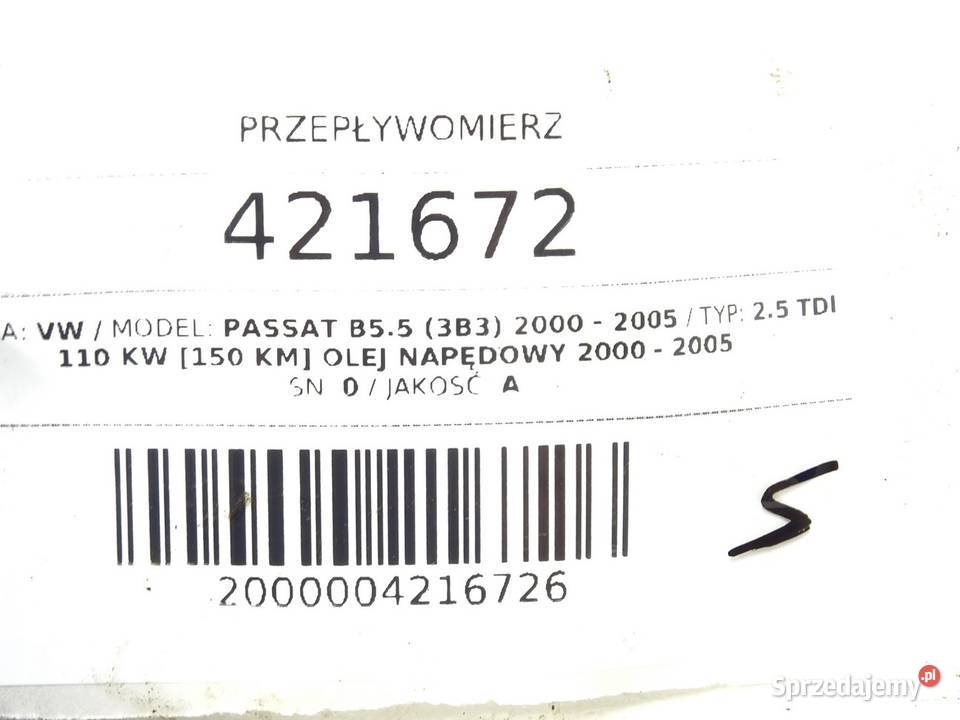 PRZEPŁYWOMIERZ
421672
A: VW / MODEL: PASSAT B5.5 (3B3) 2000 - 2005 / TYP: 2.5 TDI
110 KW [150 KM] OLEJ NAPĘDOWY 2000 - 2005
SN 0 / JAKOŚĆ A
S
2000004216726
Sprzedajemy.pl